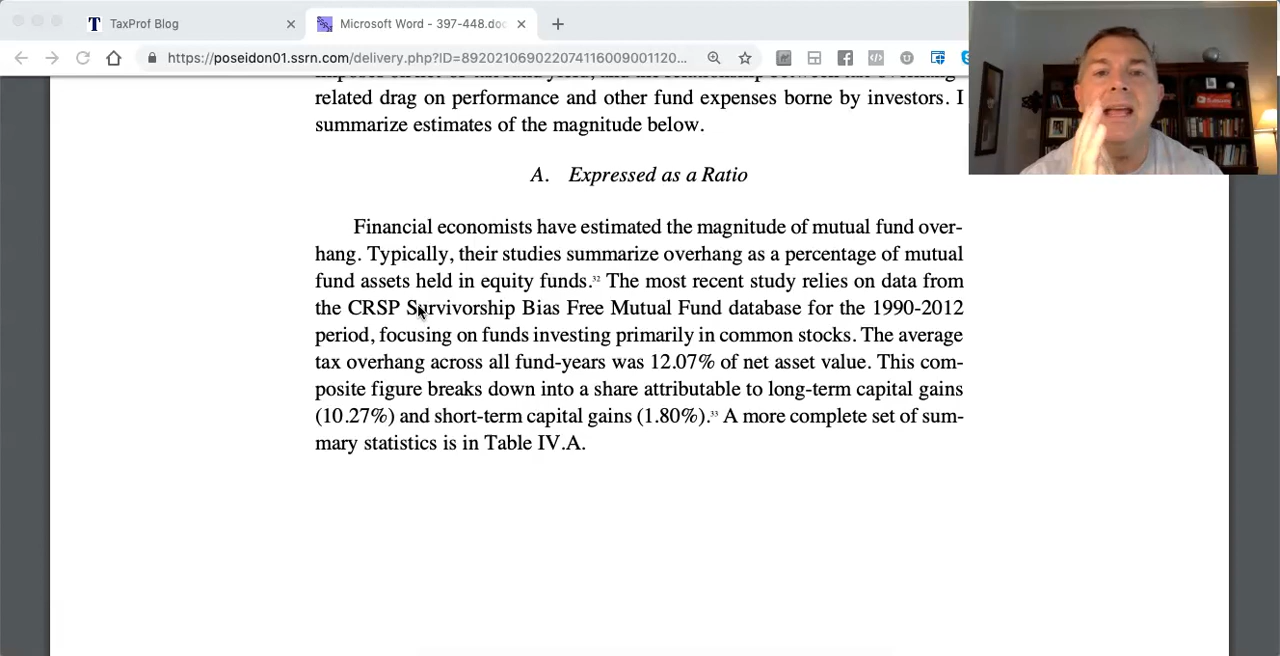 TaxProf Blog
Microsoft Word - 397-448.doc
https://poseidon01.ssrn.com/delivery.php?ID=892021069022074116009001120...
related drag on performance and other fund expenses borne by investors. I
summarize estimates of the magnitude below.
A. Expressed as a Ratio
Financial economists have estimated the magnitude of mutual fund over-
hang. Typically, their studies summarize overhang as a percentage of mutual
fund assets held in equity funds.32 The most recent study relies on data from
the CRSP Survivorship Bias Free Mutual Fund database for the 1990-2012
period, focusing on funds investing primarily in common stocks. The average
tax overhang across all fund-years was 12.07% of net asset value. This com-
posite figure breaks down into a share attributable to long-term capital gains
(10.27%) and short-term capital gains (1.80%).33 A more complete set of sum-
mary statistics is in Table IV.A.